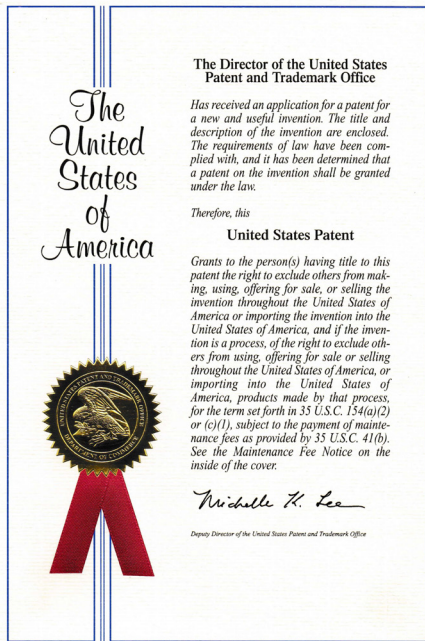 The
United
States
of
America
The Director of the United States
Patent and Trademark Office
Has received an application for a patent for
a new and useful invention. The title and
description of the invention are enclosed.
The requirements of law have been com-
plied with, and it has been determined that
a patent on the invention shall be granted
under the law.
Therefore, this
United States Patent
Grants to the person(s) having title to this
patent the right to exclude others from mak-
ing, using, offering for sale, or selling the
invention throughout the United States of
America or importing the invention into the
United States of America, and if the inven-
tion is a process, of the right to exclude oth-
ers from using, offering for sale or selling
throughout the United States of America, or
importing into the United States of
America, products made by that process,
for the term set forth in 35 U.S.C. 154(a)(2)
or (c)(1), subject to the payment of mainte-
nance fees as provided by 35 U.S.C. 41(b).
See the Maintenance Fee Notice on the
inside of the cover.
Michelle K. Lee
Deputy Director of the United States Patent and Trademark Office
UNITED STATES PATENT AND TRADEMARK OFFICE
DEPARTMENT OF COMMERCE